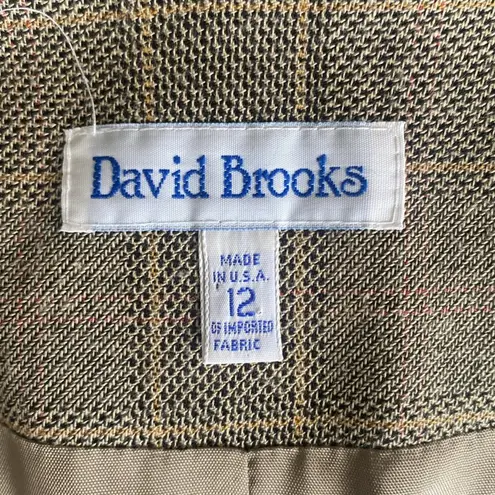 David Brooks
MADE
IN U.S.A.
12
OF IMPORTED
FABRIC